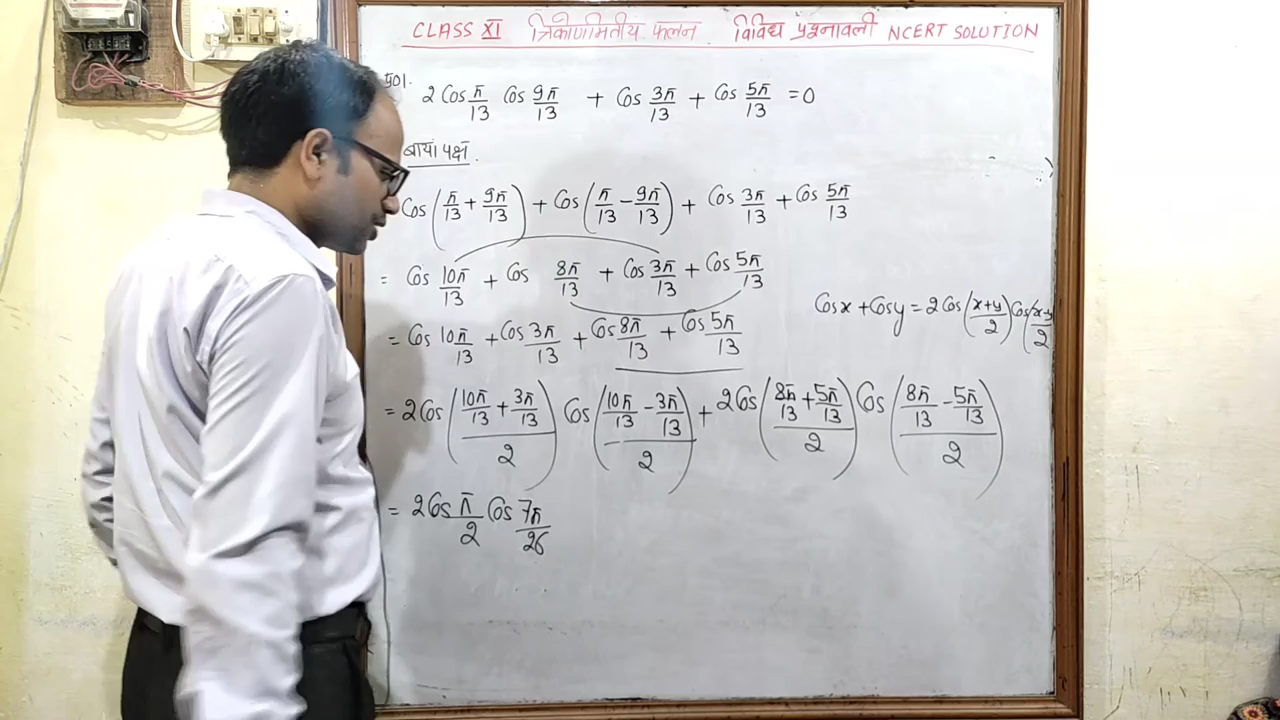 CLASS XI त्रिकोणमितीय फलन विविध प्रश्नावली NCERT SOLUTION
प्र01. 2 Cos π/13 Cos 9π/13 + Cos 3π/13 + Cos 5π/13 = 0
बायां पक्ष.
Cos (π/13 + 9π/13) + Cos (π/13 − 9π/13) + Cos 3π/13 + Cos 5π/13
= Cos 10π/13 + Cos 8π/13 + Cos 3π/13 + Cos 5π/13
Cosx + Cosy = 2 Cos (x+y/2) Cos (x-y/2
= Cos 10π/13 + Cos 3π/13 + Cos 8π/13 + Cos 5π/13
= 2 Cos ((10π/13 + 3π/13)/2) Cos ((10π/13 − 3π/13)/2) + 2 Cos ((8π/13 + 5π/13)/2) Cos ((8π/13 − 5π/13)/2)
= 2 Cos π/2 Cos 7π/26